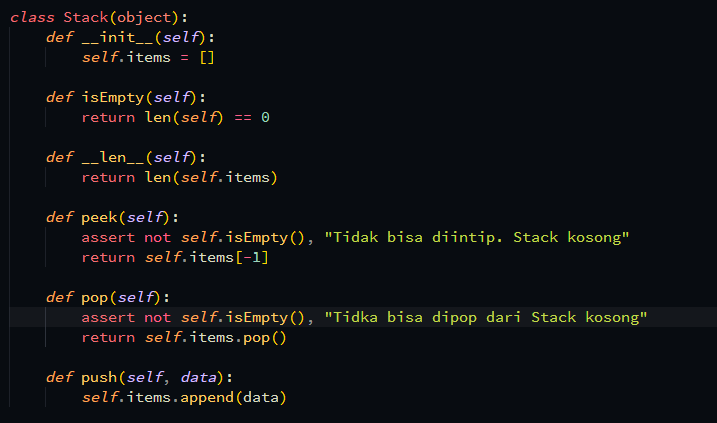 class Stack(object):
    def __init__(self):
        self.items = []
    def isEmpty(self):
        return len(self) == 0
    def __len__(self):
        return len(self.items)
    def peek(self):
        assert not self.isEmpty(), "Tidak bisa diintip. Stack kosong"
        return self.items[-1]
    def pop(self):
        assert not self.isEmpty(), "Tidka bisa dipop dari Stack kosong"
        return self.items.pop()
    def push(self, data):
        self.items.append(data)